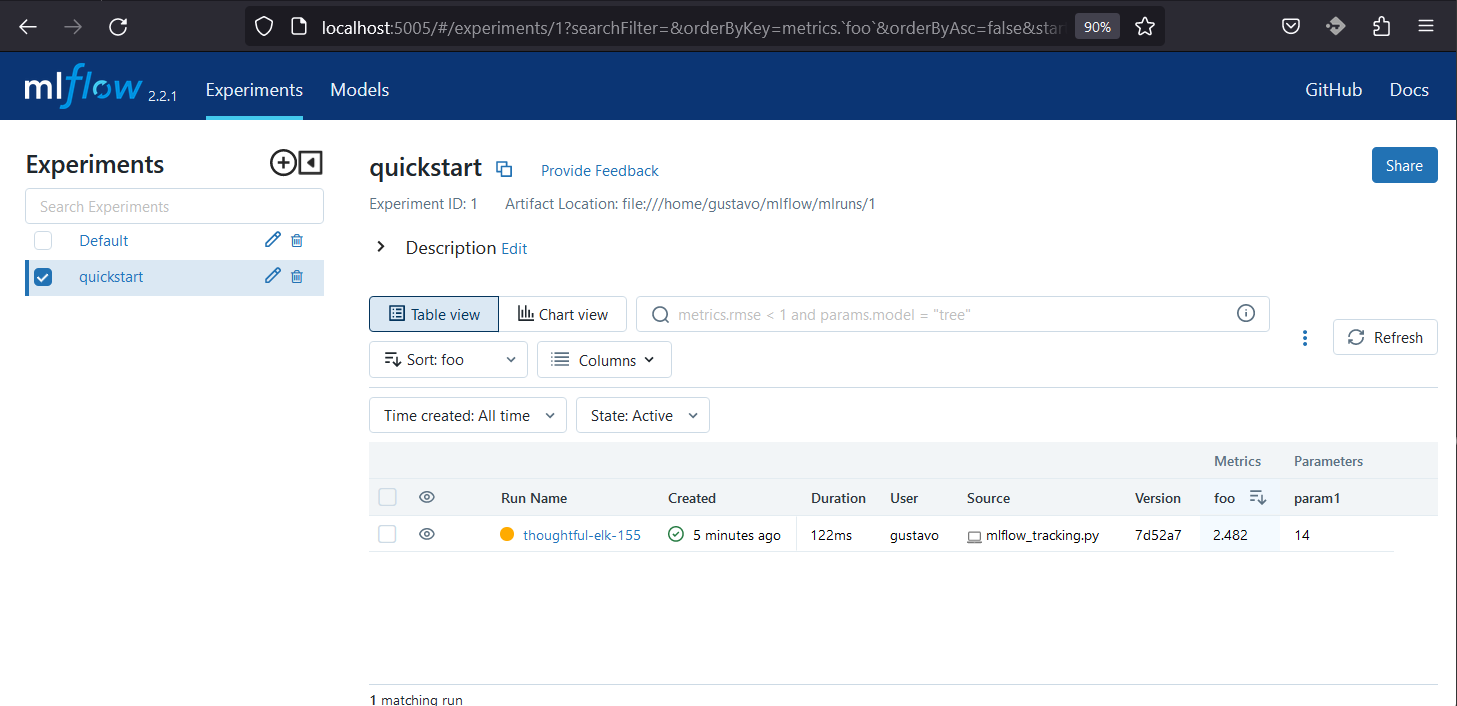 localhost:5005/#/experiments/1?searchFilter=&orderByKey=metrics.`foo`&orderByAsc=false&star
90%
mlflow 2.2.1 Experiments Models GitHub Docs
Experiments
Search Experiments
Default
quickstart
quickstart Provide Feedback Share
Experiment ID: 1 Artifact Location: file:///home/gustavo/mlflow/mlruns/1
Description Edit
Table view Chart view metrics.rmse < 1 and params.model = "tree"
Refresh
Sort: foo Columns
Time created: All time State: Active
Metrics Parameters
Run Name Created Duration User Source Version foo param1
thoughtful-elk-155 5 minutes ago 122ms gustavo mlflow_tracking.py 7d52a7 2.482 14
1 matching run